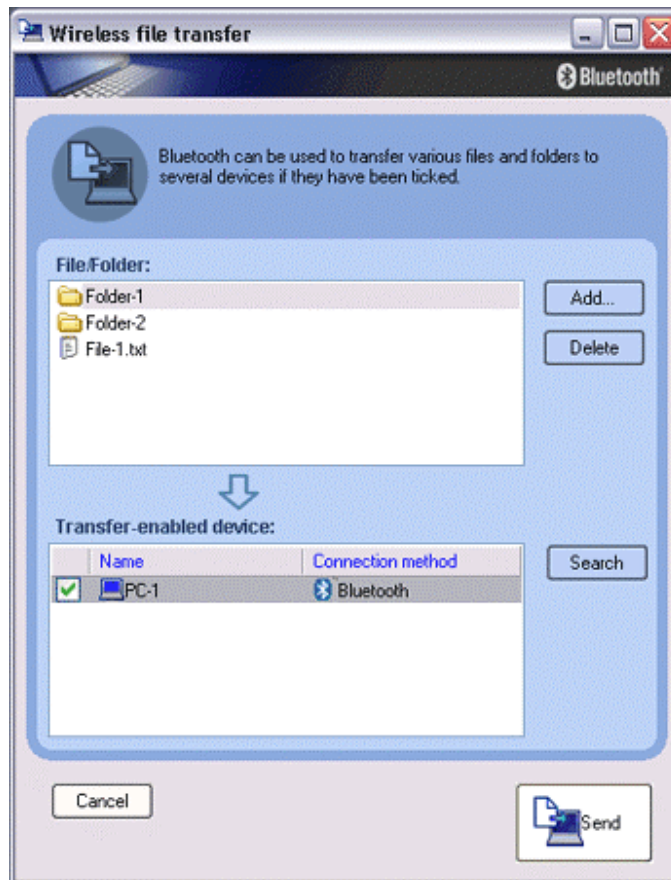 Wireless file transfer
Bluetooth
Bluetooth can be used to transfer various files and folders to
several devices if they have been ticked.
File/Folder:
Folder-1
Folder-2
File-1.txt
Add...
Delete
Transfer-enabled device:
Name Connection method
PC-1 Bluetooth
Search
Cancel
Send